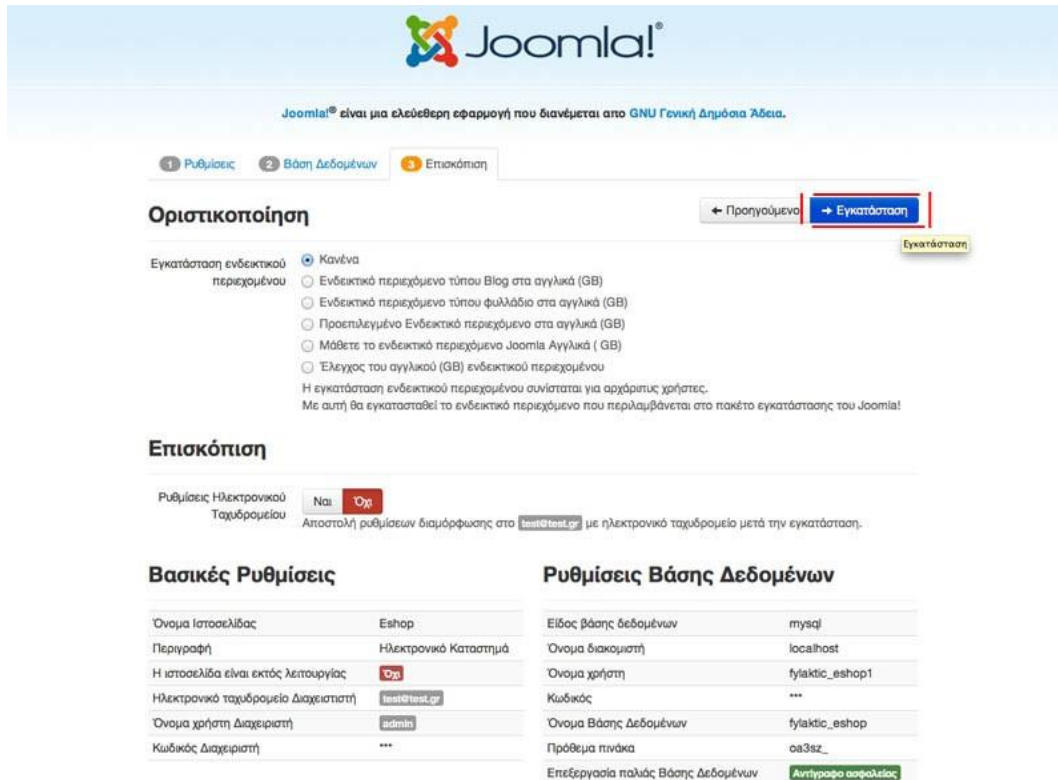 Joomla!®
Joomla!® είναι μια ελεύεθερη εφαρμογή που διανέμεται απο GNU Γενική Δημόσια Άδεια.
1 Ρυθμίσεις 2 Βάση Δεδομένων 3 Επισκόπιση
Οριστικοποίηση
← Προηγούμενο → Εγκατάσταση
Εγκατάσταση
Εγκατάσταση ενδεικτικού περιεχομένου
Κανένα
Ενδεικτικό περιεχόμενο τύπου Blog στα αγγλικά (GB)
Ενδεικτικό περιεχόμενο τύπου φυλλάδιο στα αγγλικά (GB)
Προεπιλεγμένο Ενδεικτικό περιεχόμενο στα αγγλικά (GB)
Μάθετε το ενδεικτικό περιεχόμενο Joomla Αγγλικά ( GB)
Έλεγχος του αγγλικού (GB) ενδεικτικού περιεχομένου
Η εγκατάσταση ενδεικτικού περιεχομένου συνίσταται για αρχάριτυς χρήστες.
Με αυτή θα εγκατασταθεί το ενδεικτικό περιεχόμενο που περιλαμβάνεται στο πακέτο εγκατάστασης του Joomla!
Επισκόπιση
Ρυθμίσεις Ηλεκτρονικού Ταχυδρομείου
Ναι Όχι
Αποστολή ρυθμίσεων διαμόρφωσης στο test@test.gr με ηλεκτρονικό ταχυδρομείο μετά την εγκατάσταση.
Βασικές Ρυθμίσεις
Όνομα Ιστοσελίδας Eshop
Περιγραφή Ηλεκτρονικό Καταστημά
Η ιστοσελίδα είναι εκτός λειτουργίας Όχι
Ηλεκτρονικό ταχυδρομείο Διαχειστιστή test@test.gr
Όνομα χρήστη Διαχειριστή admin
Κωδικός Διαχειριστή ***
Ρυθμίσεις Βάσης Δεδομένων
Είδος βάσης δεδομένων mysql
Όνομα διακομιστή localhost
Όνομα χρήστη fylaktic_eshop1
Κωδικός ***
Όνομα Βάσης Δεδομένων fylaktic_eshop
Πρόθεμα πινάκα oa3sz_
Επεξεργασία παλιάς Βάσης Δεδομένων Αντίγραφο ασφαλείας